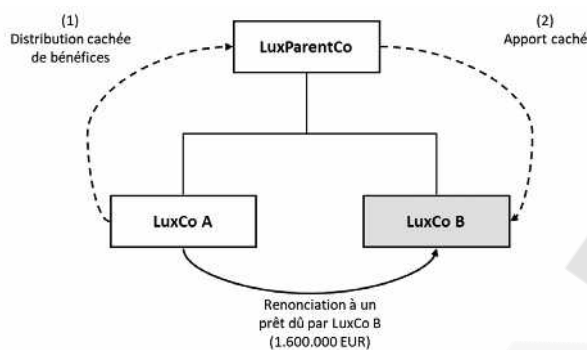 (1)
Distribution cachée
de bénéfices
LuxParentCo
(2)
Apport caché
LuxCo A
LuxCo B
Renonciation à un
prêt dû par LuxCo B
(1.600.000 EUR)